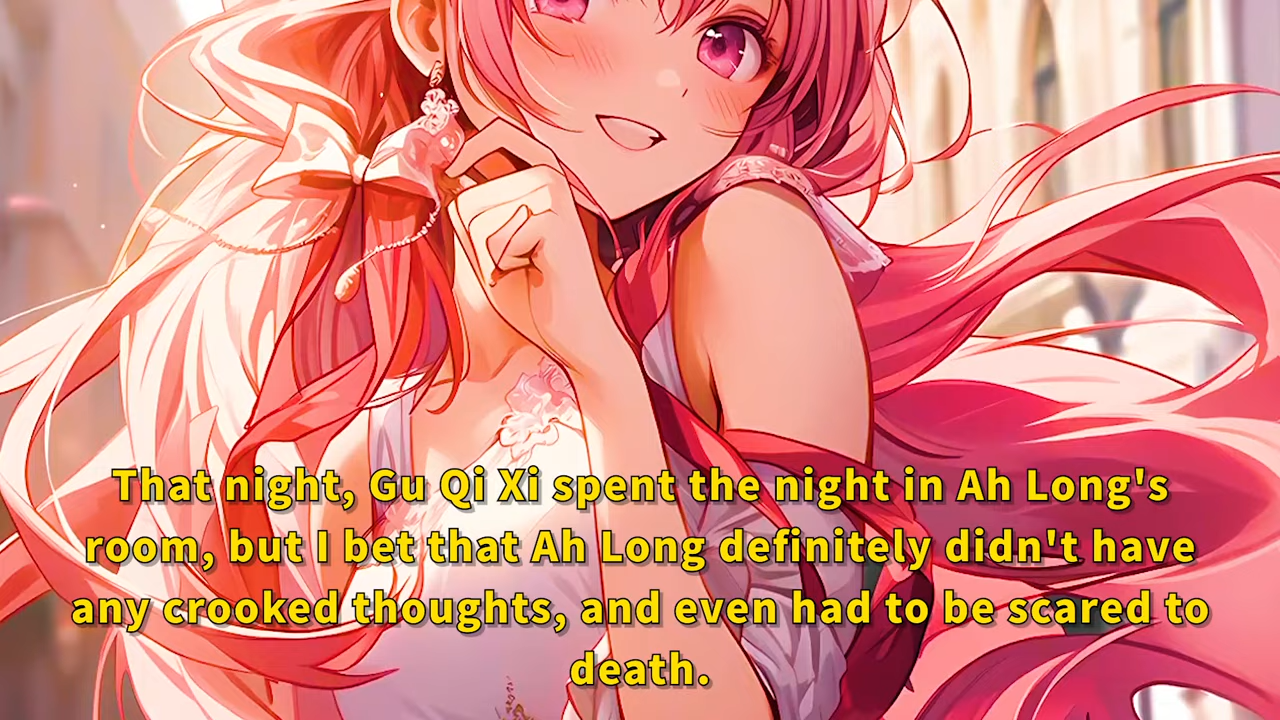 That night, Gu Qi Xi spent the night in Ah Long's
room, but I bet that Ah Long definitely didn't have
any crooked thoughts, and even had to be scared to
death.